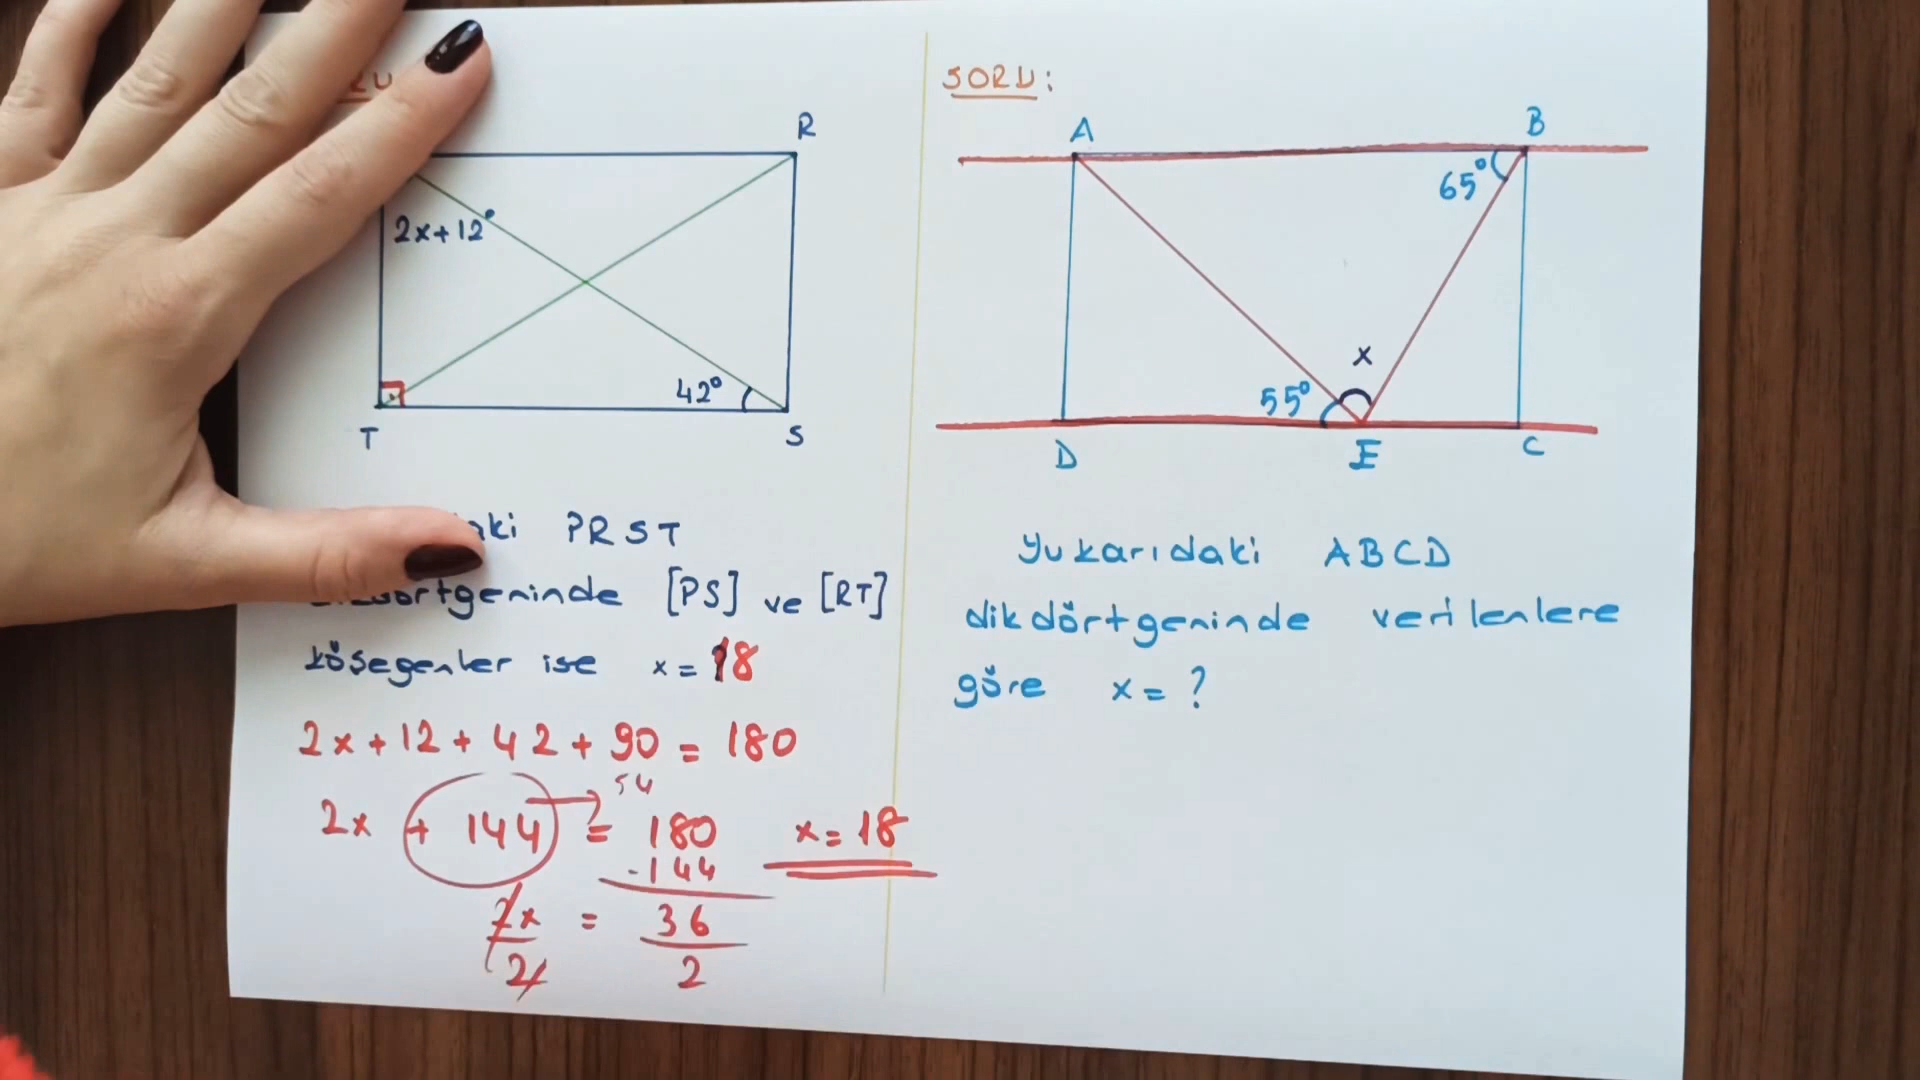 R
2x+12°
42°
T
S
PRST
[PS] ve [RT]
köşegenler ise x = 18
2x + 12 + 42 + 90 = 180
54
2x + 144 = 180
x = 18
-144
2x = 36
2 2
SORU:
A
B
65°
x
55°
D
E
C
Yukarıdaki ABCD
dikdörtgeninde verilenlere
göre x = ?